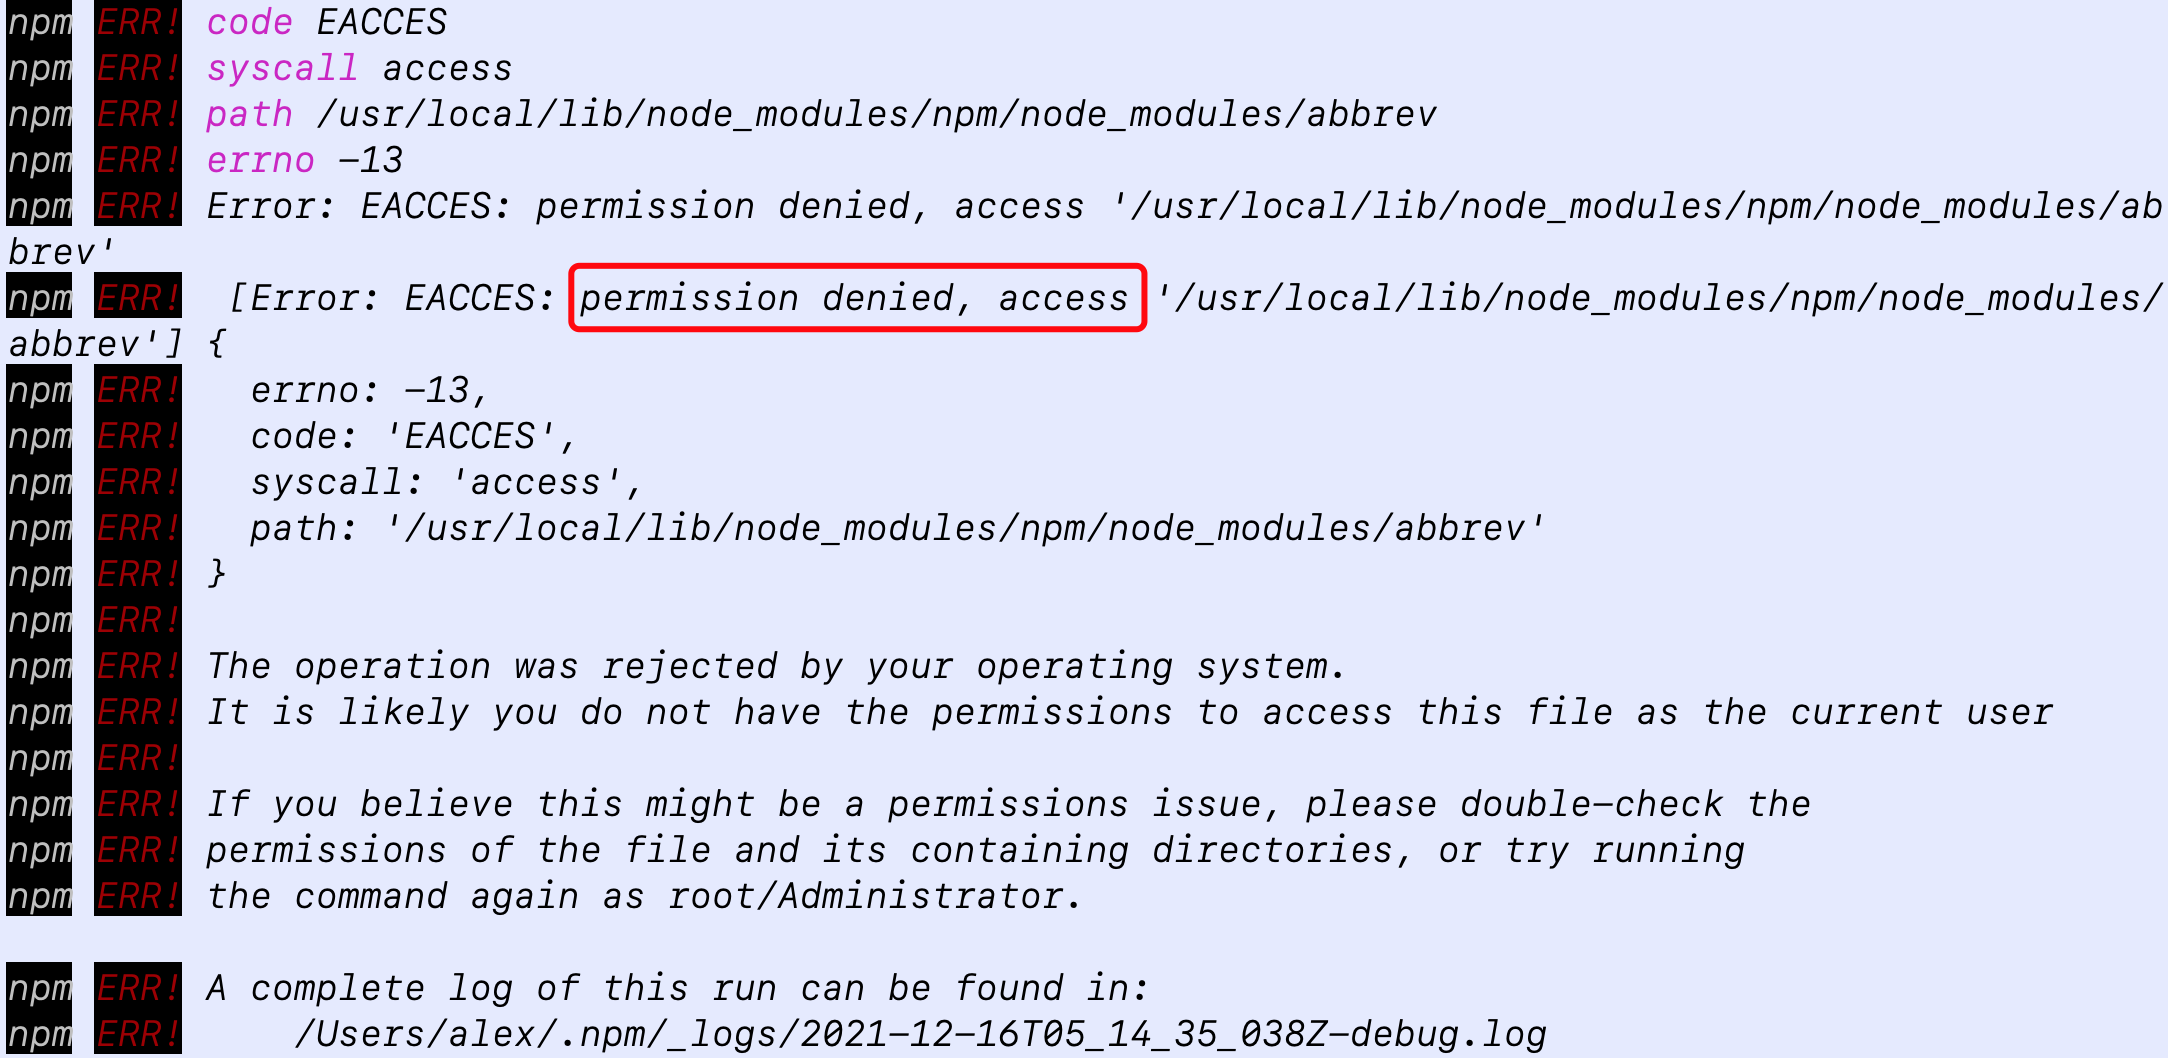 npm ERR! code EACCES
npm ERR! syscall access
npm ERR! path /usr/local/lib/node_modules/npm/node_modules/abbrev
npm ERR! errno -13
npm ERR! Error: EACCES: permission denied, access '/usr/local/lib/node_modules/npm/node_modules/ab
brev'
npm ERR!  [Error: EACCES: permission denied, access '/usr/local/lib/node_modules/npm/node_modules/
abbrev'] {
npm ERR!   errno: -13,
npm ERR!   code: 'EACCES',
npm ERR!   syscall: 'access',
npm ERR!   path: '/usr/local/lib/node_modules/npm/node_modules/abbrev'
npm ERR! }
npm ERR!
npm ERR! The operation was rejected by your operating system.
npm ERR! It is likely you do not have the permissions to access this file as the current user
npm ERR!
npm ERR! If you believe this might be a permissions issue, please double-check the
npm ERR! permissions of the file and its containing directories, or try running
npm ERR! the command again as root/Administrator.
npm ERR! A complete log of this run can be found in:
npm ERR!     /Users/alex/.npm/_logs/2021-12-16T05_14_35_038Z-debug.log